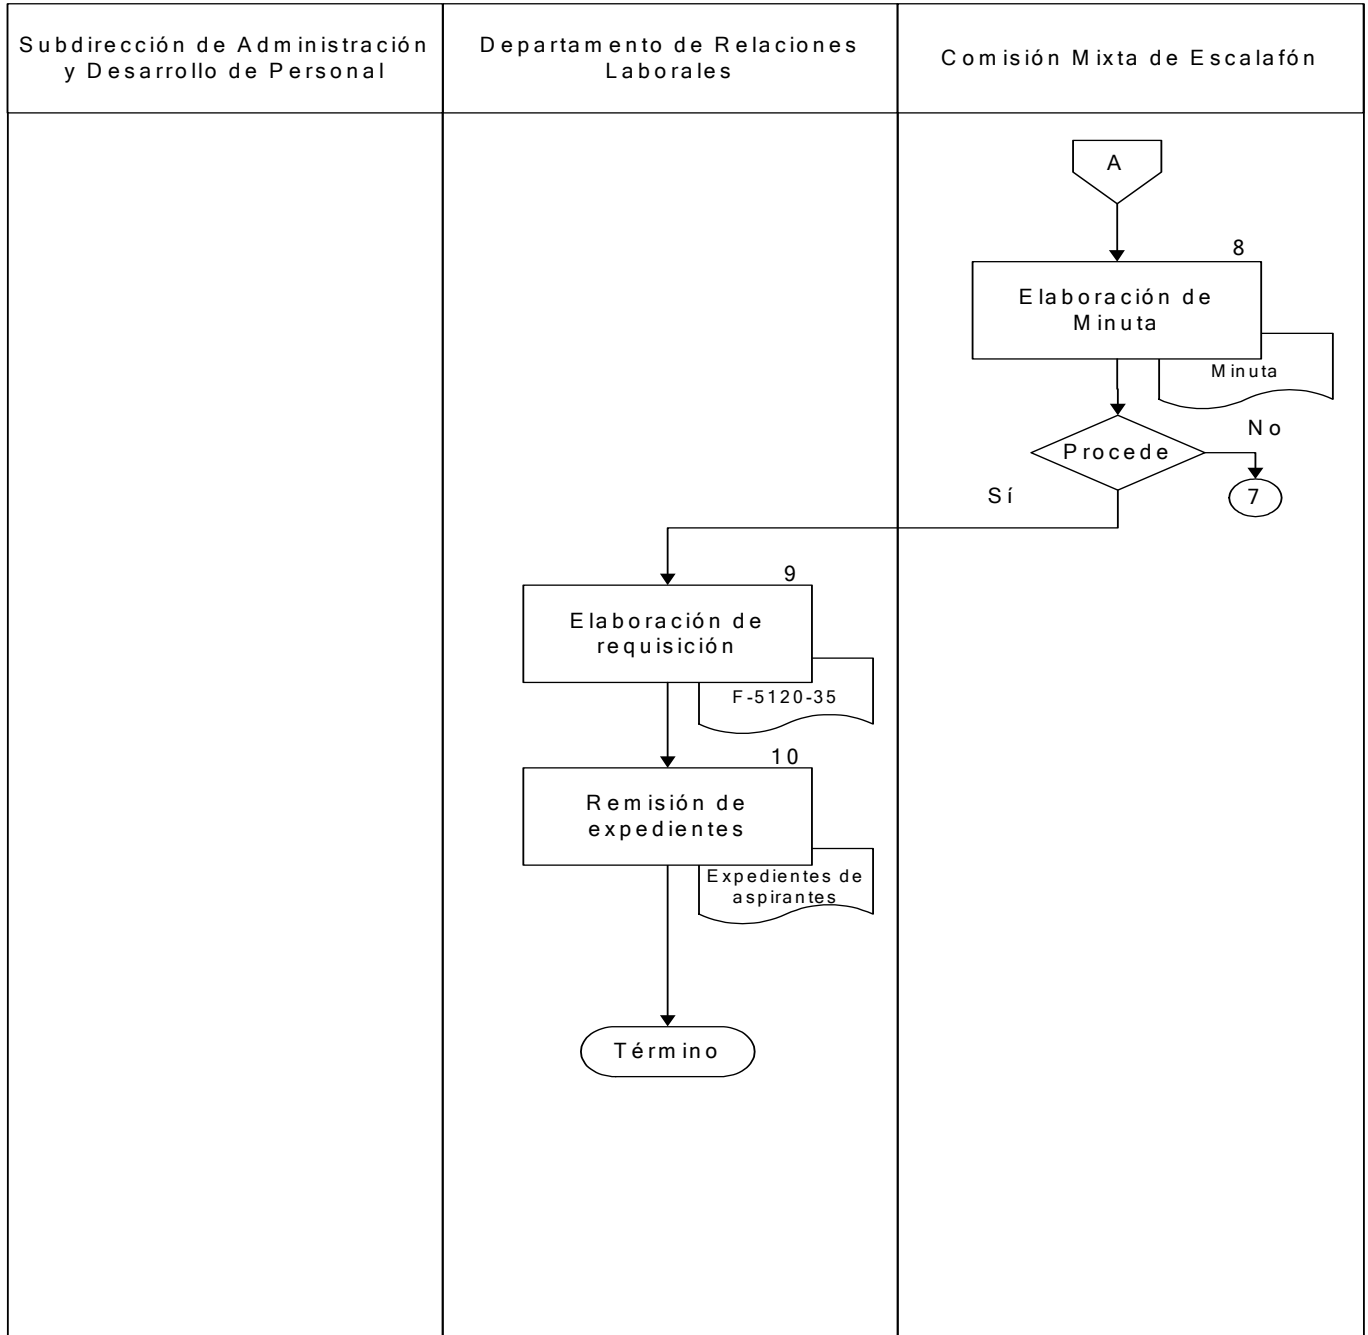 Subdirección de Administración
y Desarrollo de Personal
Departamento de Relaciones
Laborales
Comisión Mixta de Escalafón
A
8
Elaboración de
Minuta
Minuta
Procede
No
7
Sí
9
Elaboración de
requisición
F-5120-35
10
Remisión de
expedientes
Expedientes de
aspirantes
Término